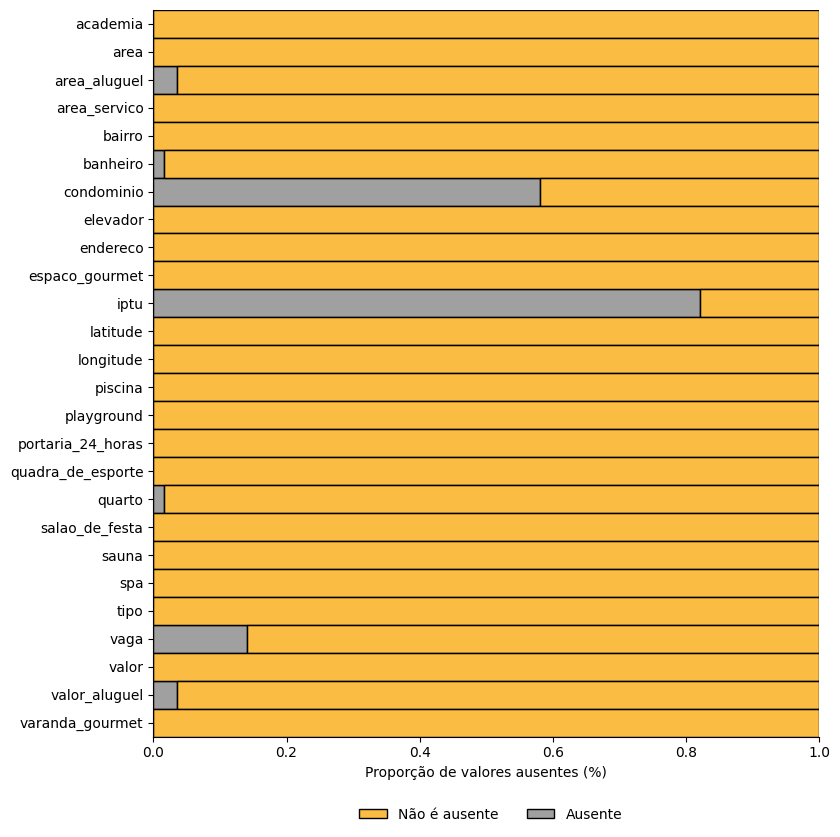 academia
area
area_aluguel
area_servico
bairro
banheiro
condominio
elevador
endereco
espaco_gourmet
iptu
latitude
longitude
piscina
playground
portaria_24_horas
quadra_de_esporte
quarto
salao_de_festa
sauna
spa
tipo
vaga
valor
valor_aluguel
varanda_gourmet
0.0 0.2 0.4 0.6 0.8 1.0
Proporção de valores ausentes (%)
Não é ausente Ausente